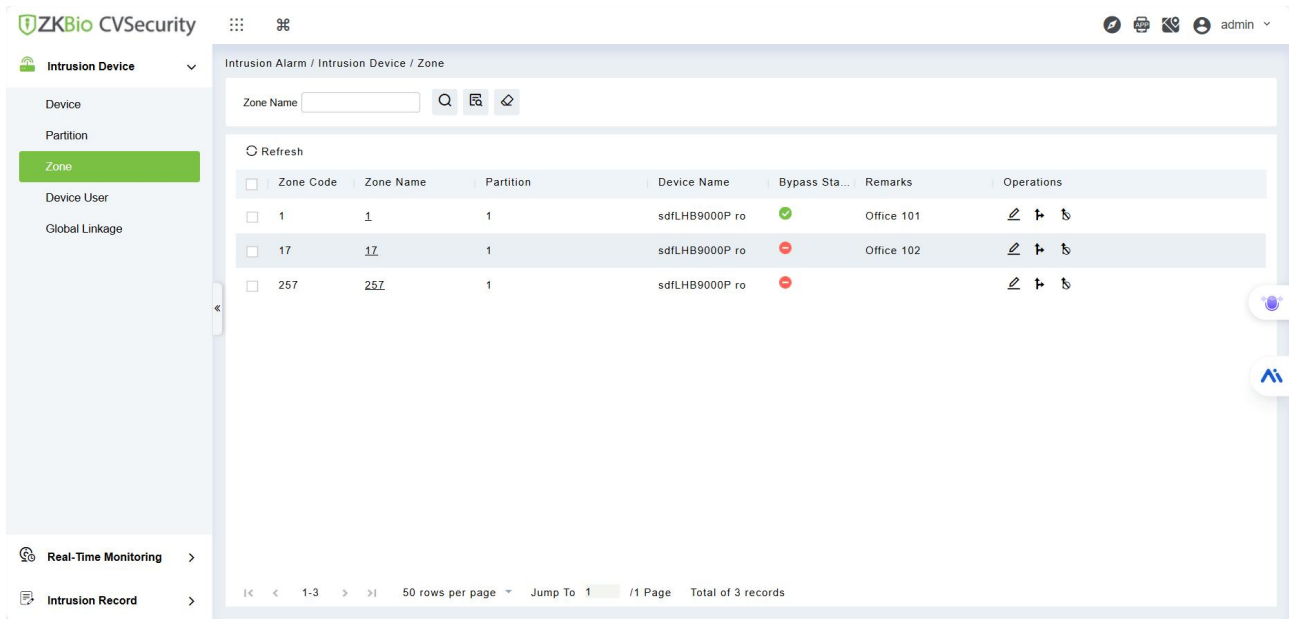 ZKBio CVSecurity
APP
admin
Intrusion Device
Device
Partition
Zone
Device User
Global Linkage
Real-Time Monitoring
Intrusion Record
Intrusion Alarm / Intrusion Device / Zone
Zone Name
Refresh
Zone Code Zone Name Partition Device Name Bypass Sta... Remarks Operations
1 1 1 sdfLHB9000P ro Office 101
17 17 1 sdfLHB9000P ro Office 102
257 257 1 sdfLHB9000P ro
1-3 50 rows per page Jump To 1 /1 Page Total of 3 records